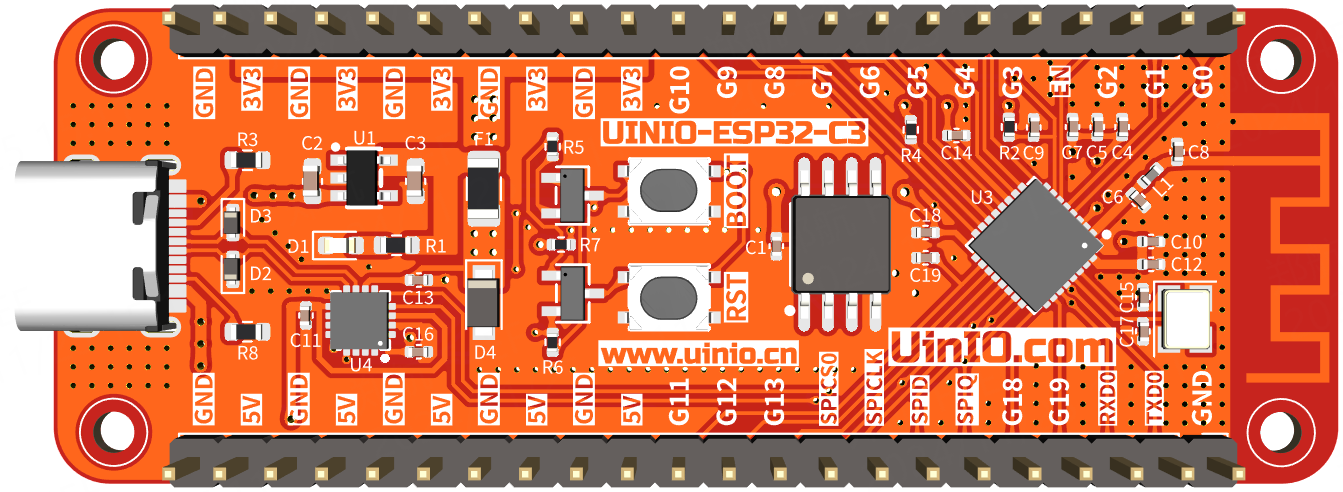 GND 3V3 GND 3V3 GND 3V3 GND 3V3 GND 3V3 G10 G9 G8 G7 G6 G5 G4 G3 EN G2 G1 G0
UINIO-ESP32-C3
R3 C2 U1 C3 F1 R5 BOOT R4 C14 R2 C9 C7 C5 C4 C8
L1
C6
U3
D3 D1 R1 R7 C1 C18 C10
D2 C19 C12
C13 RST C15
C11 C16 C17
UiniO.com
www.uinio.cn
R8 U4 D4 R6
GND 5V GND 5V GND 5V GND 5V GND 5V G11 G12 G13 SPICS0 SPICLK SPID SPIQ G18 G19 RXD0 TXD0 GND